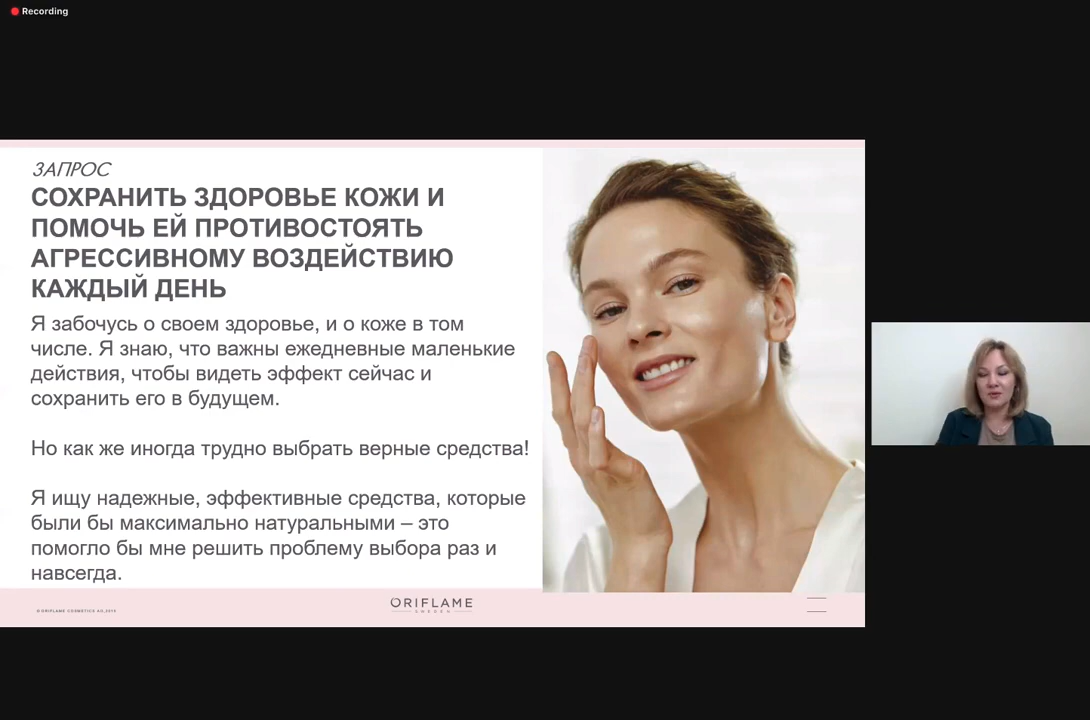 Recording
ЗАПРОС
СОХРАНИТЬ ЗДОРОВЬЕ КОЖИ И
ПОМОЧЬ ЕЙ ПРОТИВОСТОЯТЬ
АГРЕССИВНОМУ ВОЗДЕЙСТВИЮ
КАЖДЫЙ ДЕНЬ
Я забочусь о своем здоровье, и о коже в том
числе. Я знаю, что важны ежедневные маленькие
действия, чтобы видеть эффект сейчас и
сохранить его в будущем.
Но как же иногда трудно выбрать верные средства!
Я ищу надежные, эффективные средства, которые
были бы максимально натуральными – это
помогло бы мне решить проблему выбора раз и
навсегда.
ORIFLAME
SWEDEN